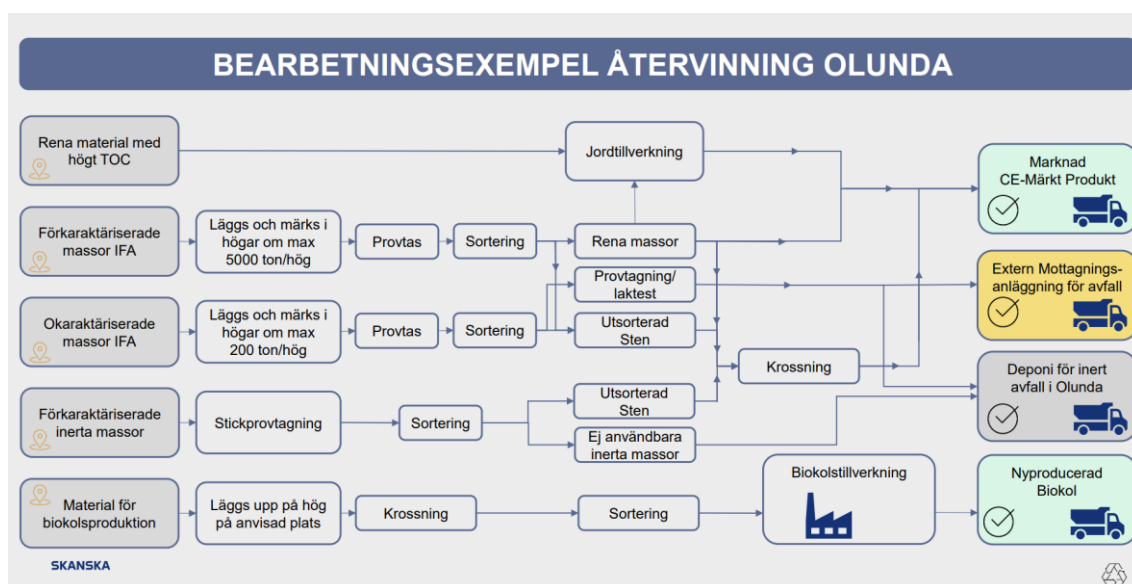 BEARBETNINGSEXEMPEL ÅTERVINNING OLUNDA
Rena material med
högt TOC
Jordtillverkning
Marknad
CE-Märkt Produkt
Förkaraktäriserade
massor IFA
Läggs och märks i
högar om max
5000 ton/hög
Provtas
Sortering
Rena massor
Provtagning/
laktest
Extern Mottagnings-
anläggning för avfall
Okaraktäriserade
massor IFA
Läggs och märks i
högar om max
200 ton/hög
Provtas
Sortering
Utsorterad
Sten
Krossning
Deponi för inert
avfall i Olunda
Förkaraktäriserade
inerta massor
Stickprovtagning
Sortering
Utsorterad
Sten
Ej användbara
inerta massor
Material för
biokolsproduktion
Läggs upp på hög
på anvisad plats
Krossning
Sortering
Biokolstillverkning
Nyproducerad
Biokol
SKANSKA